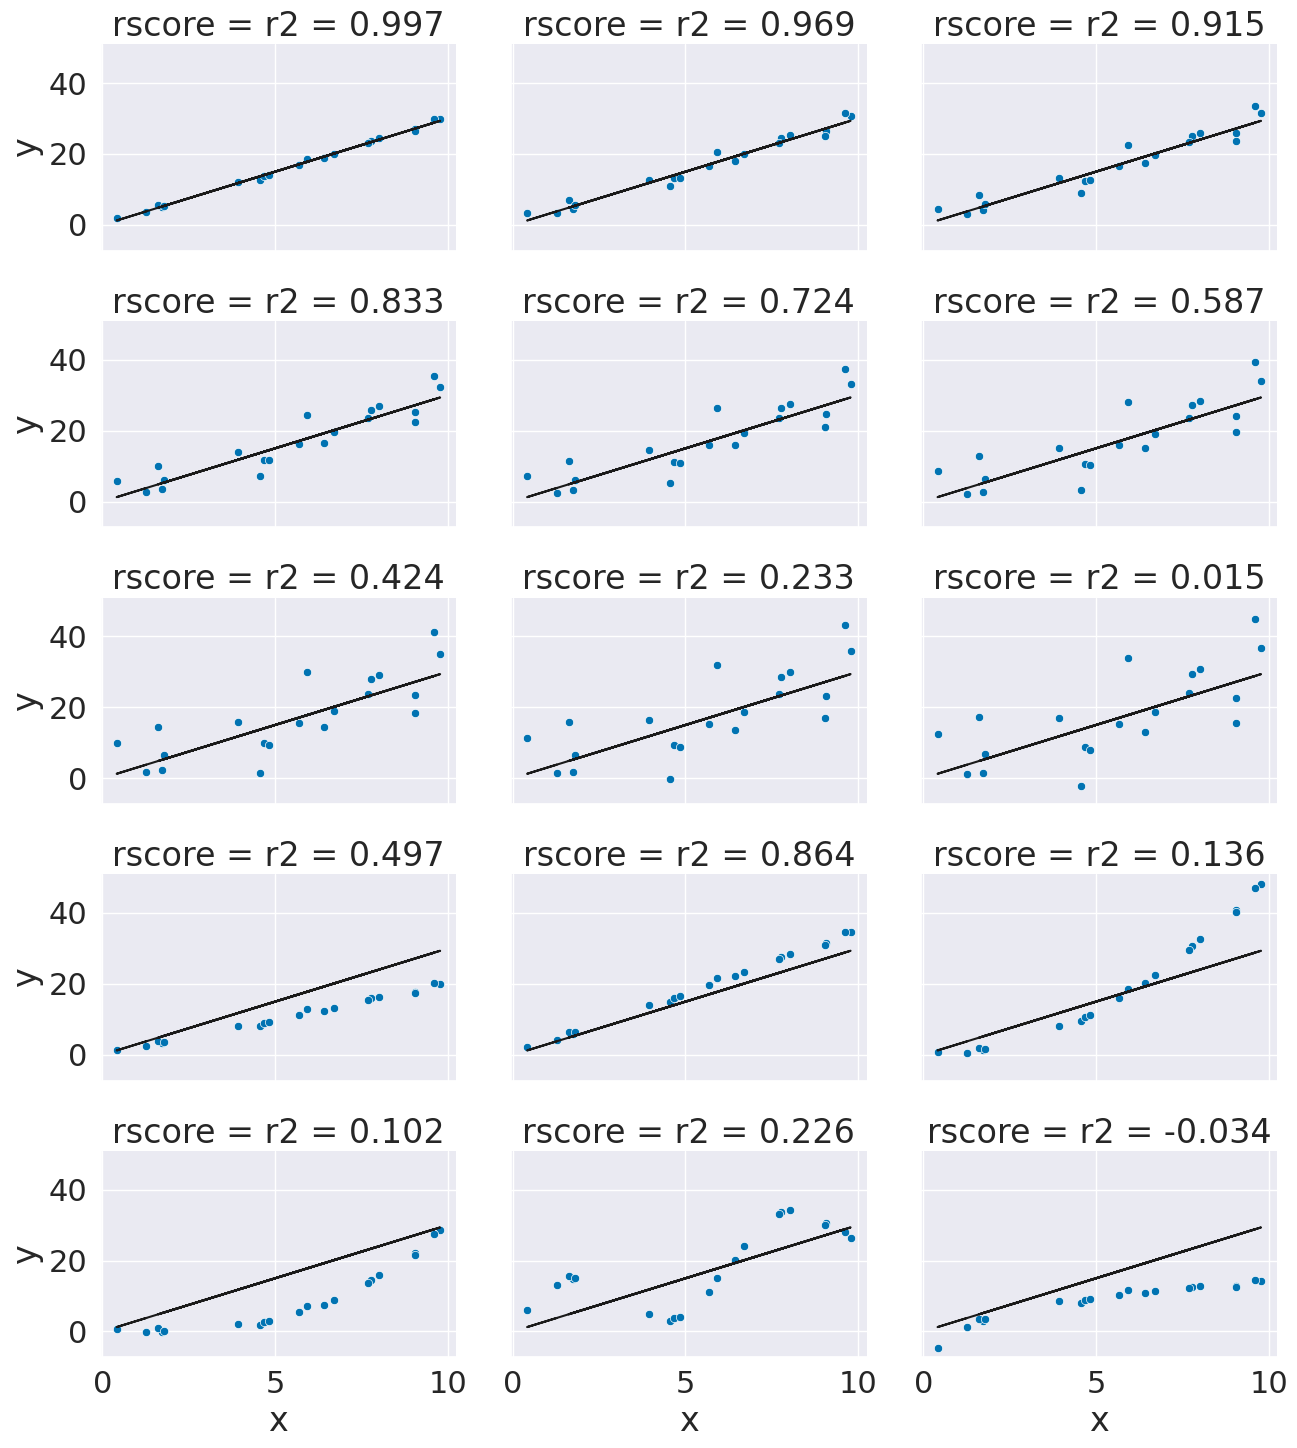 rscore = r2 = 0.997 rscore = r2 = 0.969 rscore = r2 = 0.915
40
20
0
y
rscore = r2 = 0.833 rscore = r2 = 0.724 rscore = r2 = 0.587
40
20
0
y
rscore = r2 = 0.424 rscore = r2 = 0.233 rscore = r2 = 0.015
40
20
0
y
rscore = r2 = 0.497 rscore = r2 = 0.864 rscore = r2 = 0.136
40
20
0
y
rscore = r2 = 0.102 rscore = r2 = 0.226 rscore = r2 = -0.034
40
20
0
y
0 5 10 0 5 10 0 5 10
x x x